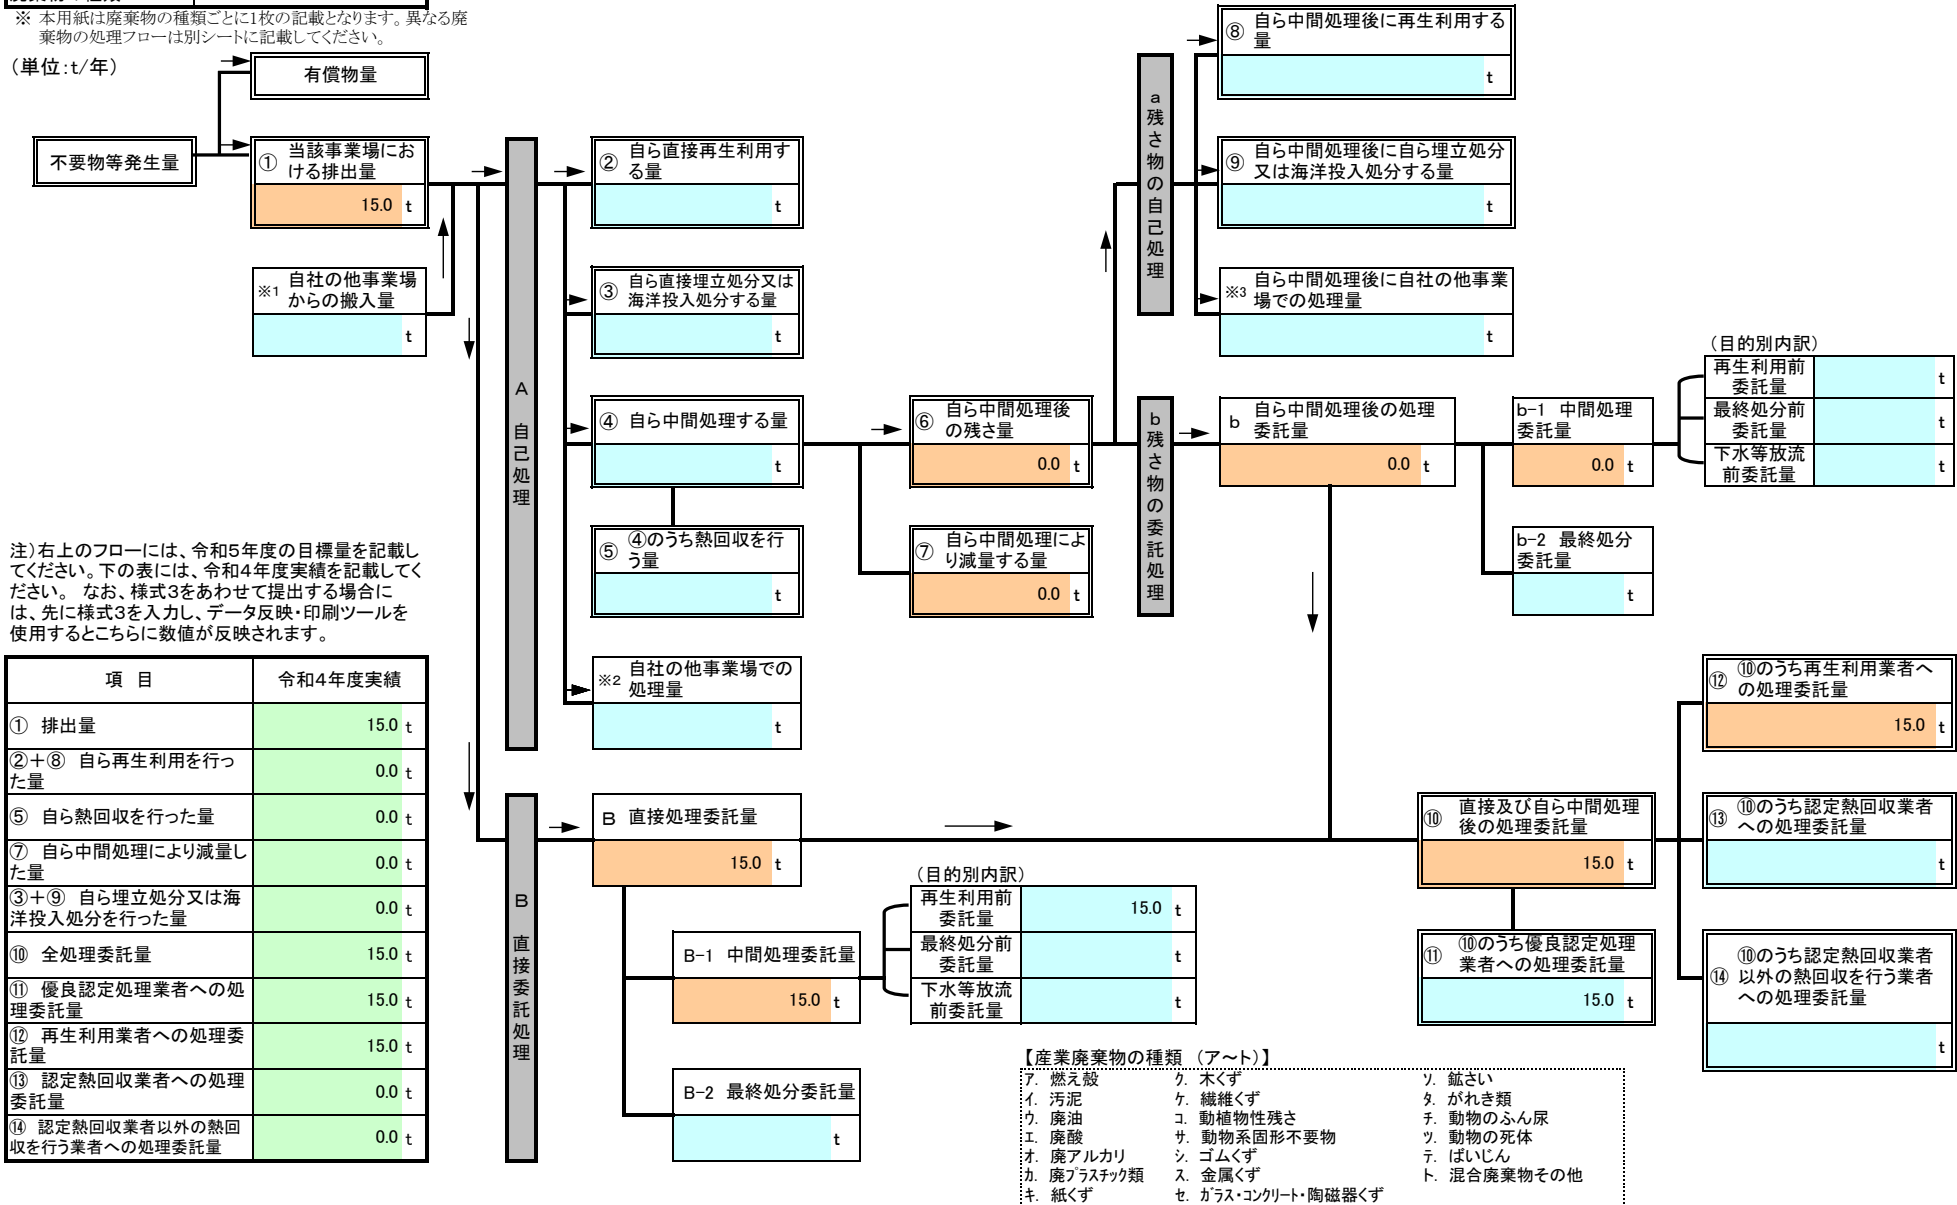 ※ 本用紙は廃棄物の種類ごとに1枚の記載となります。異なる廃
棄物の処理フローは別シートに記載してください。
（単位:t/年）
有償物量
不要物等発生量
① 当該事業場にお
ける排出量
15.0 t
※1 自社の他事業場
からの搬入量
t
A 自己処理
② 自ら直接再生利用す
る量
t
③ 自ら直接埋立処分又は
海洋投入処分する量
t
④ 自ら中間処理する量
t
⑤ ④のうち熱回収を行
う量
t
※2 自社の他事業場での
処理量
t
⑥ 自ら中間処理後
の残さ量
0.0 t
⑦ 自ら中間処理によ
り減量する量
0.0 t
a残さ物の自己処理
⑧ 自ら中間処理後に再生利用する
量
t
⑨ 自ら中間処理後に自ら埋立処分
又は海洋投入処分する量
t
※3 自ら中間処理後に自社の他事業
場での処理量
t
b残さ物の委託処理
b 自ら中間処理後の処理
委託量
0.0 t
b-1 中間処理
委託量
0.0 t
b-2 最終処分
委託量
t
（目的別内訳）
再生利用前
委託量
t
最終処分前
委託量
t
下水等放流
前委託量
t
注）右上のフローには、令和５年度の目標量を記載し
てください。下の表には、令和４年度実績を記載してく
ださい。 なお、様式３をあわせて提出する場合に
は、先に様式３を入力し、データ反映・印刷ツールを
使用するとこちらに数値が反映されます。
項 目 令和４年度実績
① 排出量 15.0 t
②＋⑧ 自ら再生利用を行っ
た量 0.0 t
⑤ 自ら熱回収を行った量 0.0 t
⑦ 自ら中間処理により減量し
た量 0.0 t
③＋⑨ 自ら埋立処分又は海
洋投入処分を行った量 0.0 t
⑩ 全処理委託量 15.0 t
⑪ 優良認定処理業者への処
理委託量 15.0 t
⑫ 再生利用業者への処理委
託量 15.0 t
⑬ 認定熱回収業者への処理
委託量 0.0 t
⑭ 認定熱回収業者以外の熱回
収を行う業者への処理委託量 0.0 t
B 直接委託処理
B 直接処理委託量
15.0 t
B-1 中間処理委託量
15.0 t
B-2 最終処分委託量
t
（目的別内訳）
再生利用前
委託量
15.0 t
最終処分前
委託量
t
下水等放流
前委託量
t
⑩ 直接及び自ら中間処理
後の処理委託量
15.0 t
⑪ ⑩のうち優良認定処理
業者への処理委託量
15.0 t
⑫ ⑩のうち再生利用業者へ
の処理委託量
15.0 t
⑬ ⑩のうち認定熱回収業者
への処理委託量
t
⑭ ⑩のうち認定熱回収業者
以外の熱回収を行う業者
への処理委託量
t
【産業廃棄物の種類 （ア～ト）】
ア. 燃え殻 ク. 木くず ソ. 鉱さい
イ. 汚泥 ケ. 繊維くず タ. がれき類
ウ. 廃油 コ. 動植物性残さ チ. 動物のふん尿
エ. 廃酸 サ. 動物系固形不要物 ツ. 動物の死体
オ. 廃アルカリ シ. ゴムくず テ. ばいじん
カ. 廃プラスチック類 ス. 金属くず ト. 混合廃棄物その他
キ. 紙くず セ. ガラス・コンクリート・陶磁器くず